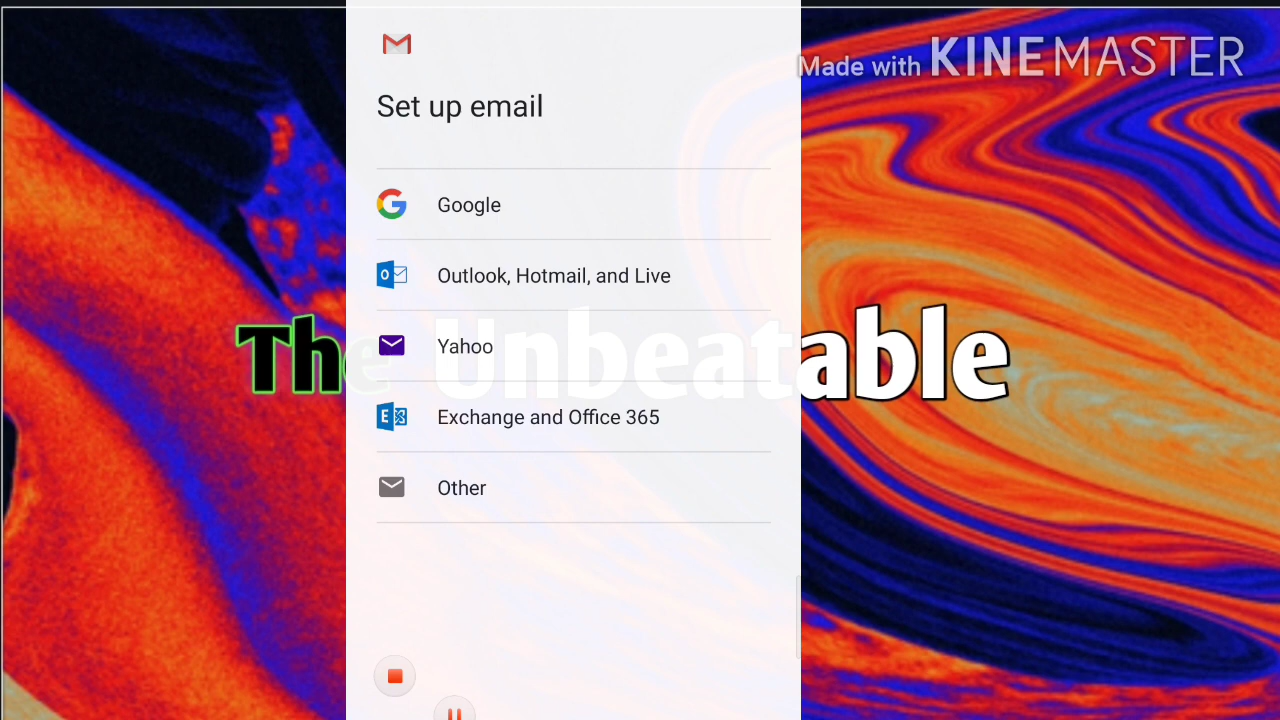 Made with KINEMASTER
Set up email
Google
Outlook, Hotmail, and Live
The Unbeatable
Yahoo
Exchange and Office 365
Other